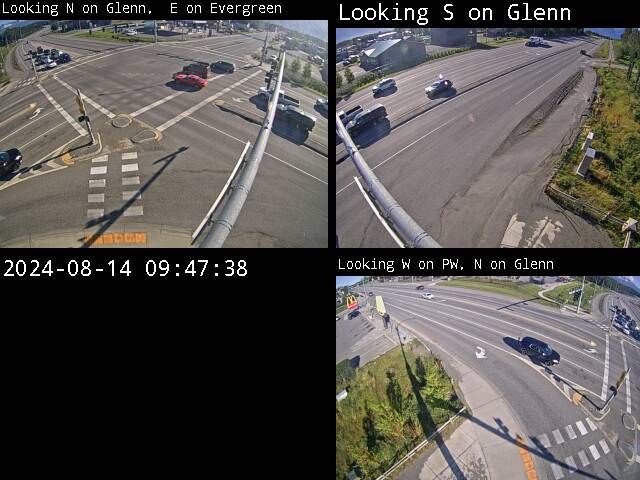 Looking N on Glenn,  E on Evergreen
Looking S on Glenn
2024-08-14 09:47:38
Looking W on PW, N on Glenn